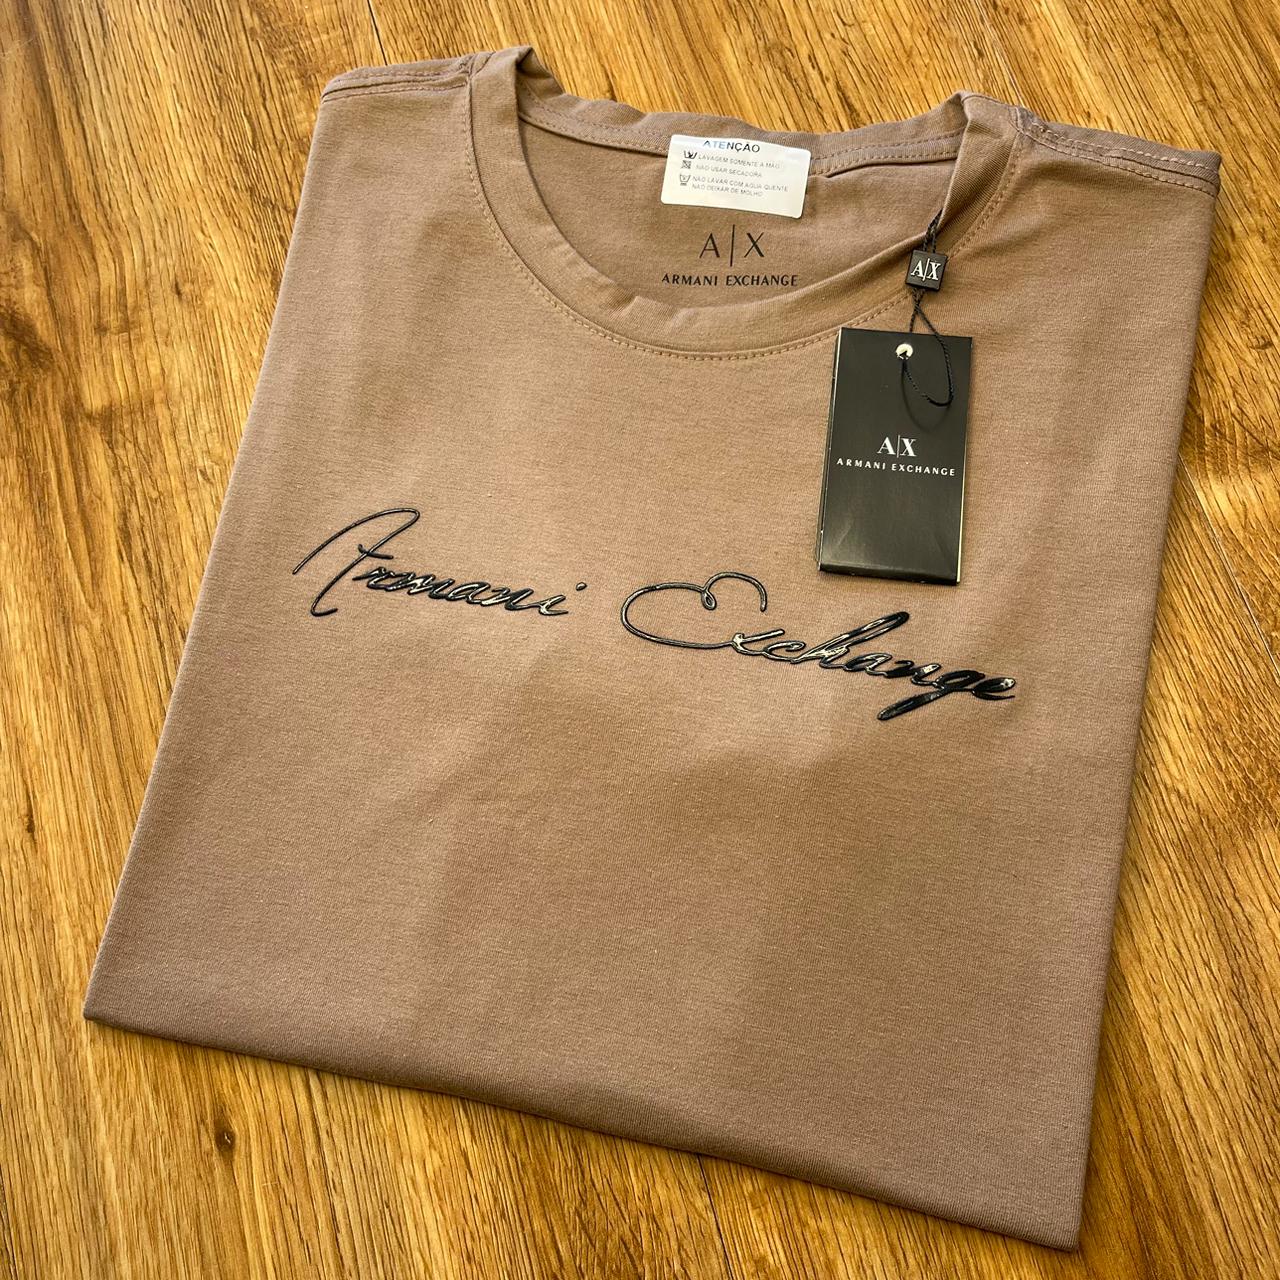 ATENÇÃO
LAVAGEM SOMENTE A MÃO
NÃO USAR SECADORA
NÃO LAVAR COM AGUA QUENTE
NÃO DEIXAR DE MOLHO
A|X
ARMANI EXCHANGE
A|X
A|X
ARMANI EXCHANGE
Armani Exchange